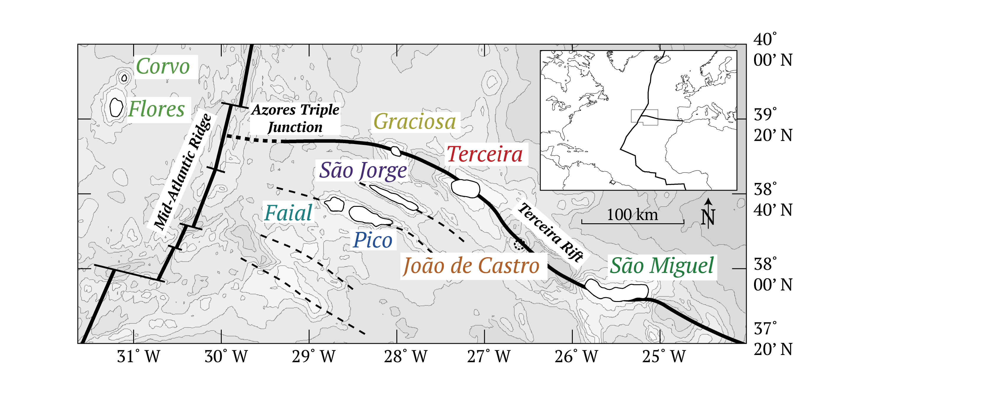 40°
00’ N
Corvo
Flores
Azores Triple
Junction
Graciosa
39°
20’ N
Mid-Atlantic Ridge
Terceira
São Jorge
38°
40’ N
Faial
Terceira Rift
100 km
N
Pico
João de Castro
São Miguel
38°
00’ N
37°
20’ N
31° W
30° W
29° W
28° W
27° W
26° W
25° W